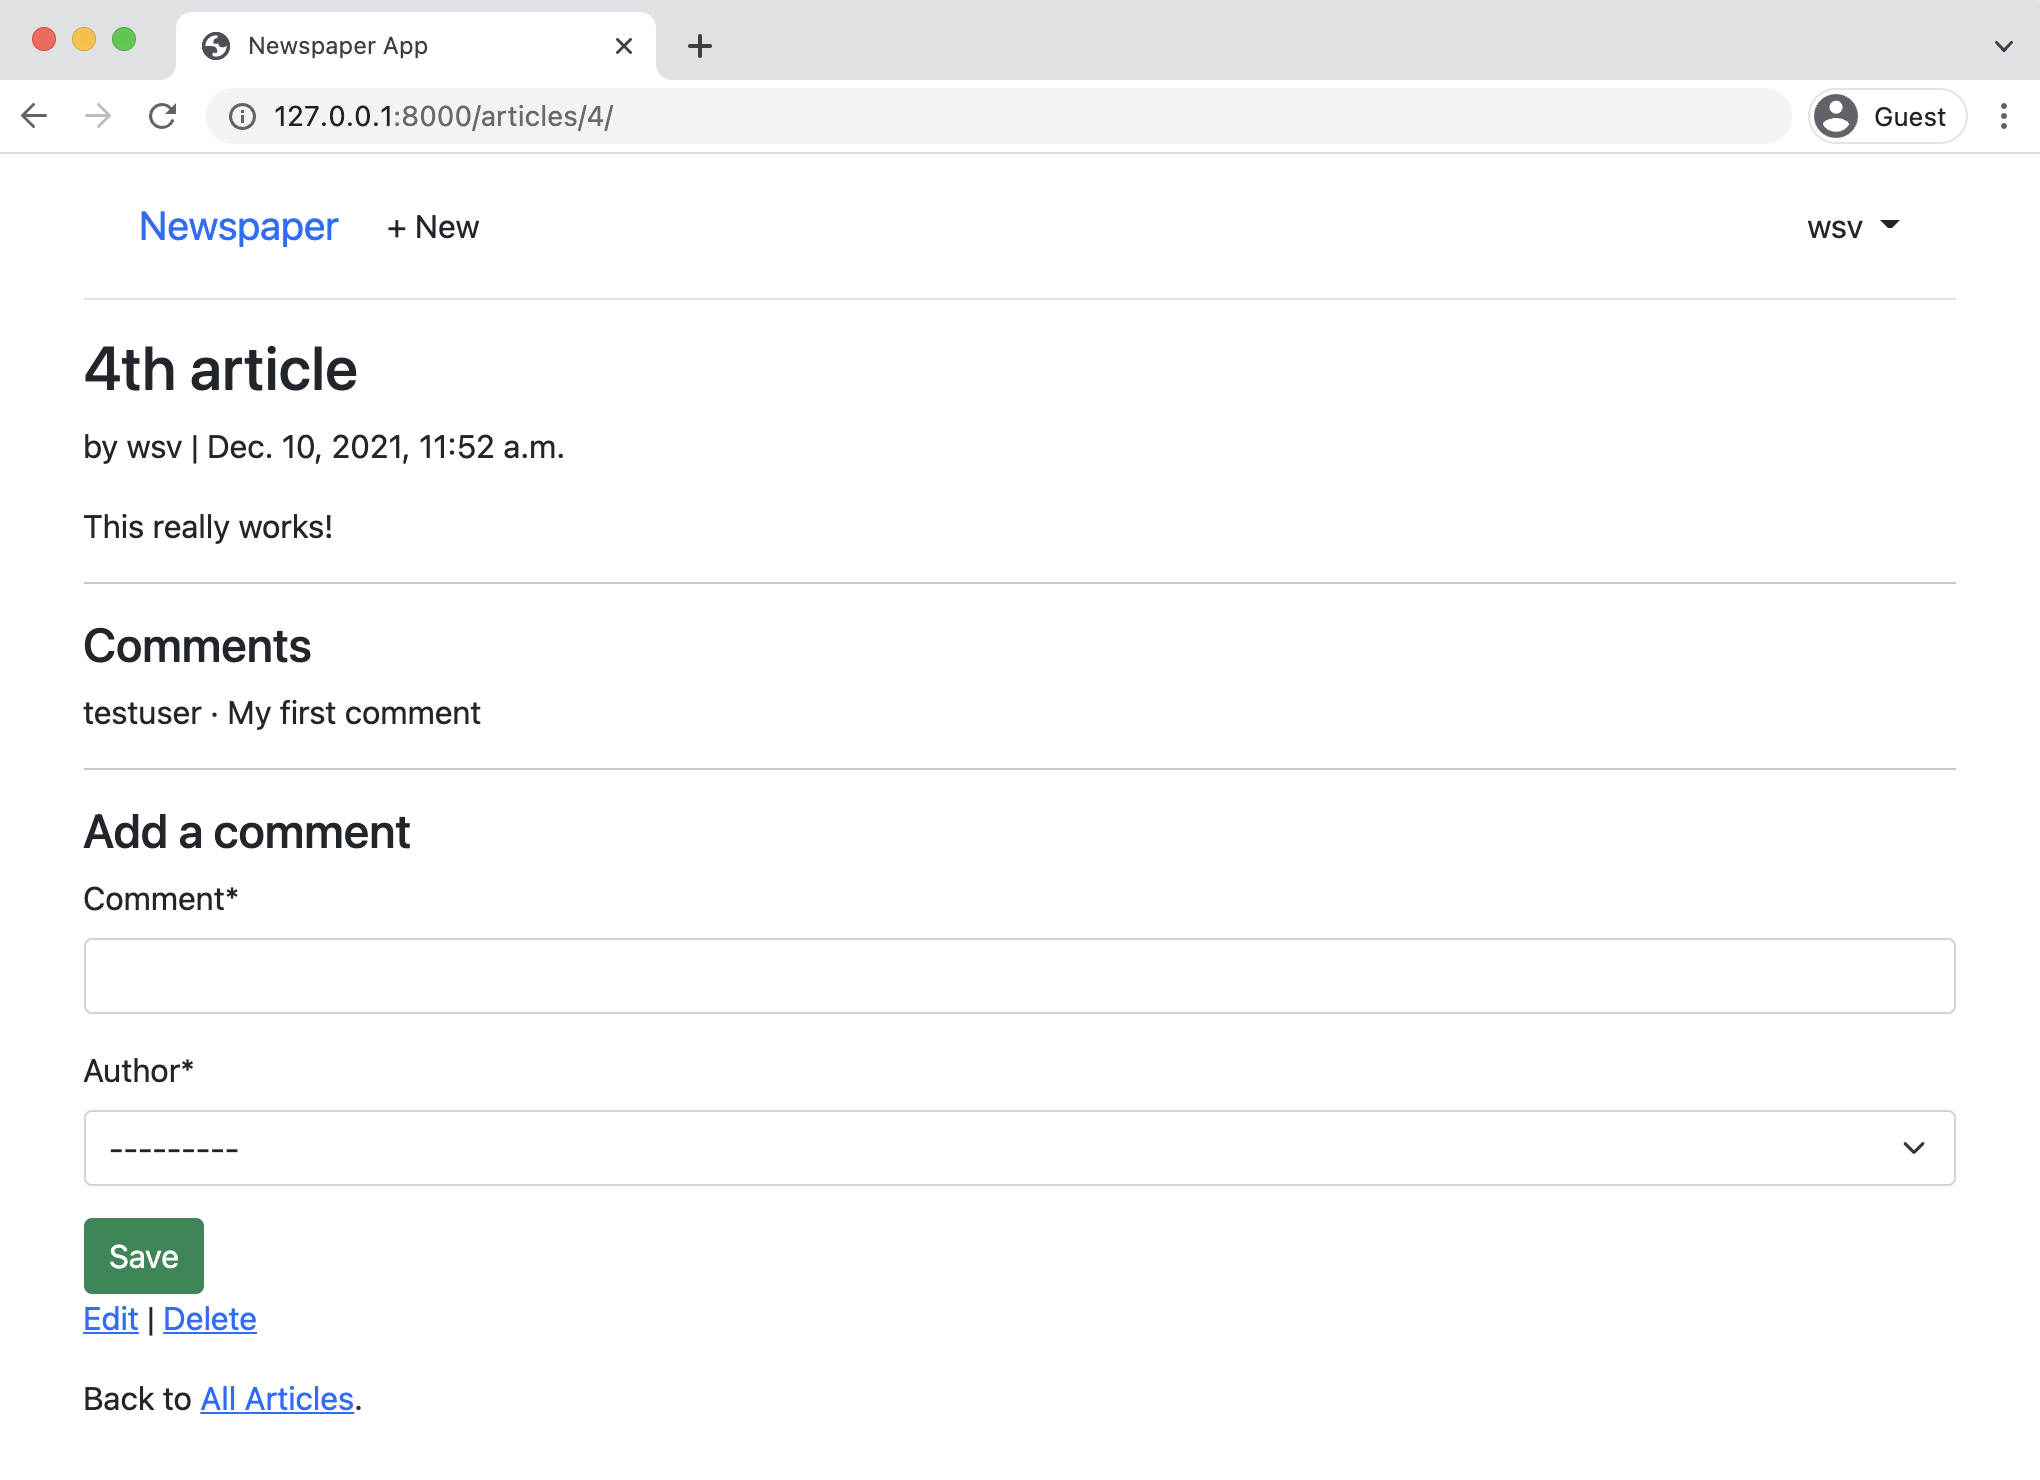 Newspaper App
127.0.0.1:8000/articles/4/
Guest
Newspaper + New wsv
4th article
by wsv | Dec. 10, 2021, 11:52 a.m.
This really works!
Comments
testuser · My first comment
Add a comment
Comment*
Author*
---------
Save
Edit | Delete
Back to All Articles.